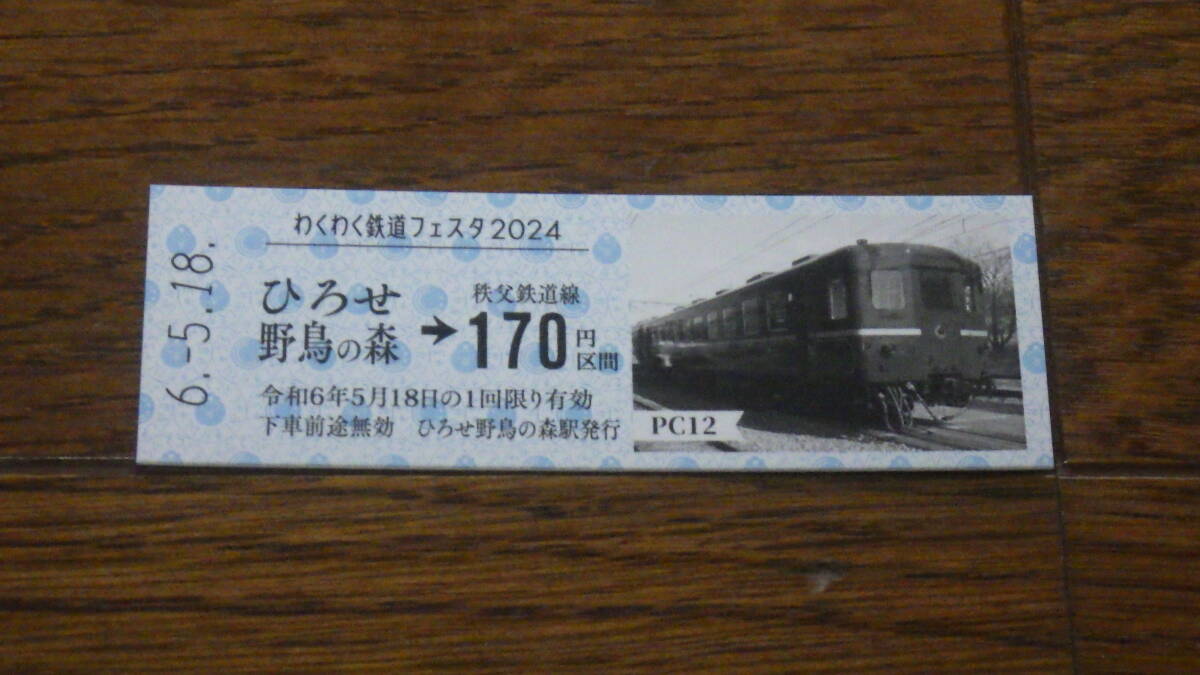 わくわく鉄道フェスタ2024
6.-5.18.
ひろせ
野鳥の森
➔
秩父鉄道線
170円
区間
令和6年5月18日の1回限り有効
下車前途無効 ひろせ野鳥の森駅発行
PC12